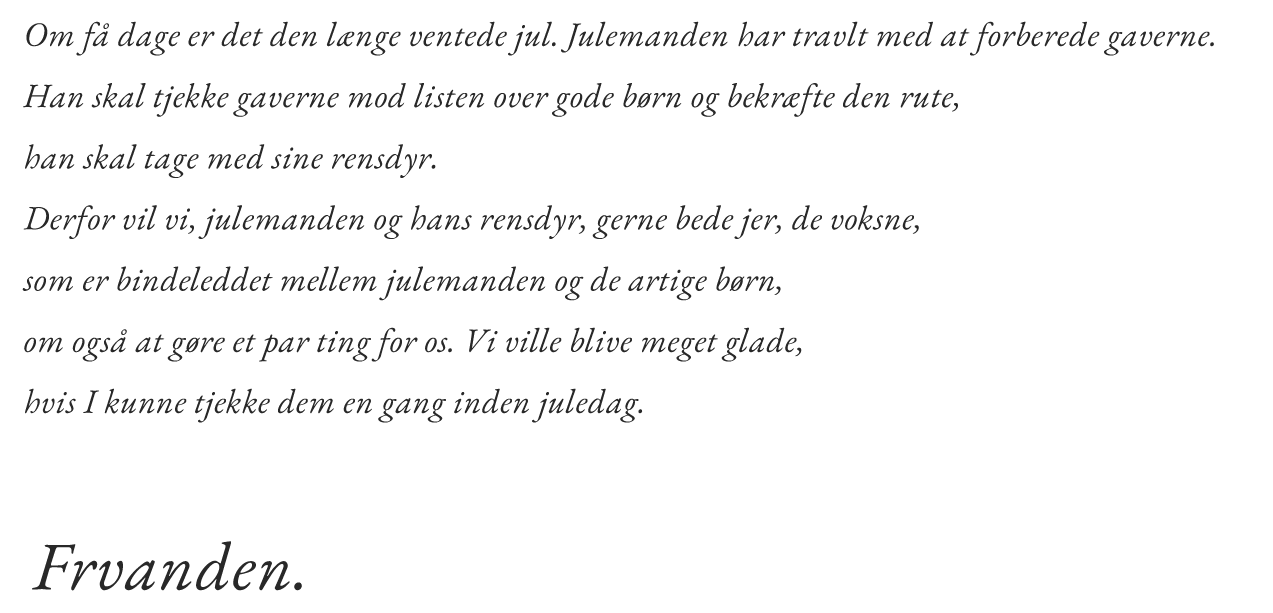 Om få dage er det den længe ventede jul. Julemanden har travlt med at forberede gaverne.
Han skal tjekke gaverne mod listen over gode børn og bekræfte den rute,
han skal tage med sine rensdyr.
Derfor vil vi, julemanden og hans rensdyr, gerne bede jer, de voksne,
som er bindeleddet mellem julemanden og de artige børn,
om også at gøre et par ting for os. Vi ville blive meget glade,
hvis I kunne tjekke dem en gang inden juledag.
Frvanden.